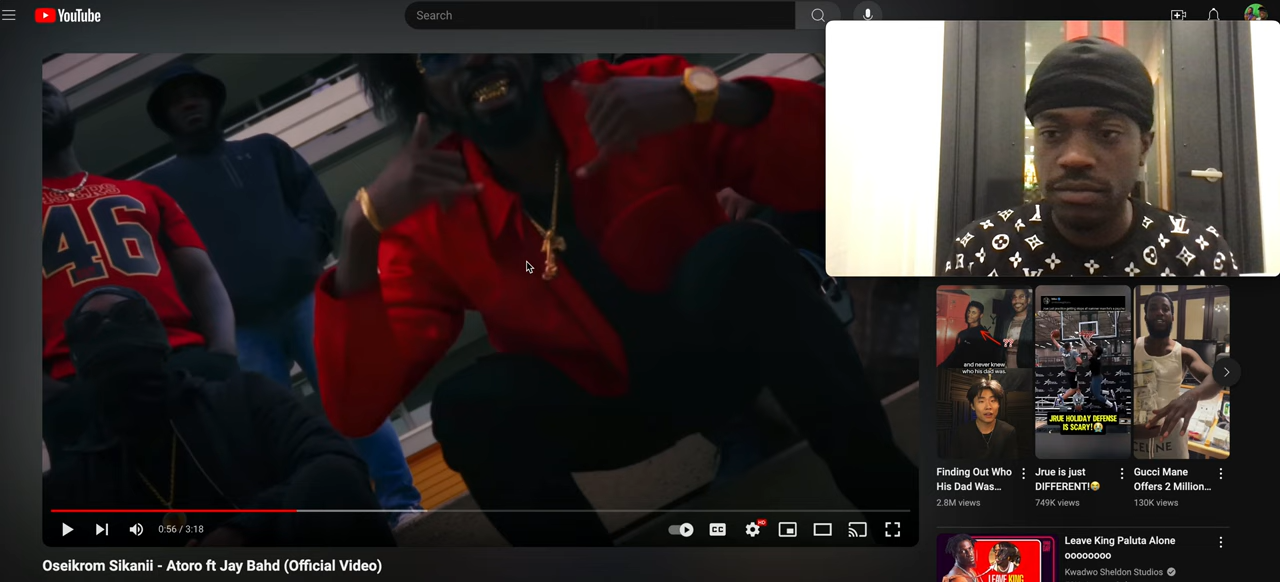 YouTube
Search
46
0:56 / 3:18
CC
HD
Oseikrom Sikanii - Atoro ft Jay Bahd (Official Video)
and never knew
who his dad was.
JRUE HOLIDAY DEFENSE
IS SCARY!😭
CELINE
Finding Out Who
His Dad Was...
2.8M views
Jrue is just
DIFFERENT!😂
749K views
Gucci Mane
Offers 2 Million...
130K views
LEAVE KING
Leave King Paluta Alone
oooooooo
Kwadwo Sheldon Studios